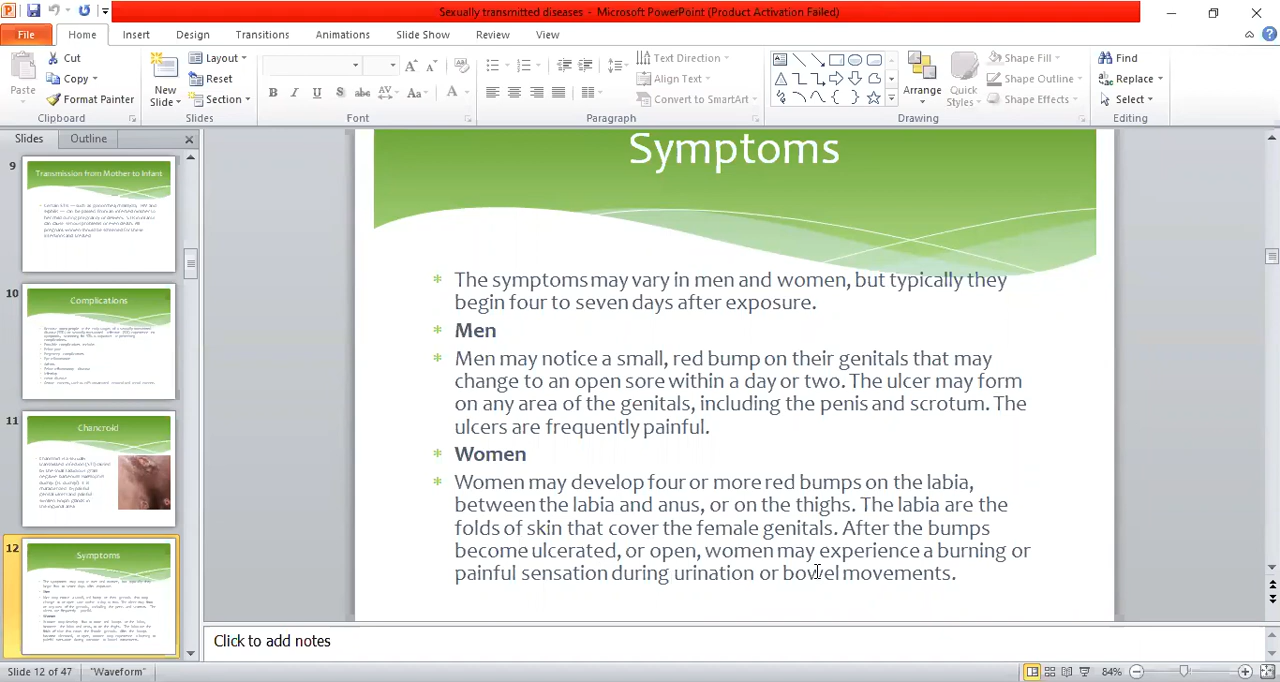 Sexually transmitted diseases - Microsoft PowerPoint (Product Activation Failed)
File Home Insert Design Transitions Animations Slide Show Review View
Paste
Cut
Copy
Format Painter
Clipboard
New Slide
Layout
Reset
Section
Slides
B I U S abc AV Aa A
Font
Text Direction
Align Text
Convert to SmartArt
Paragraph
Arrange
Quick Styles
Shape Fill
Shape Outline
Shape Effects
Drawing
Find
Replace
Select
Editing
Slides Outline
9
Transmission from Mother to Infant
10
Complications
11
Chancroid
12
Symptoms
Symptoms
* The symptoms may vary in men and women, but typically they
begin four to seven days after exposure.
* Men
* Men may notice a small, red bump on their genitals that may
change to an open sore within a day or two. The ulcer may form
on any area of the genitals, including the penis and scrotum. The
ulcers are frequently painful.
* Women
* Women may develop four or more red bumps on the labia,
between the labia and anus, or on the thighs. The labia are the
folds of skin that cover the female genitals. After the bumps
become ulcerated, or open, women may experience a burning or
painful sensation during urination or bowel movements.
Click to add notes
Slide 12 of 47 "Waveform" 84%